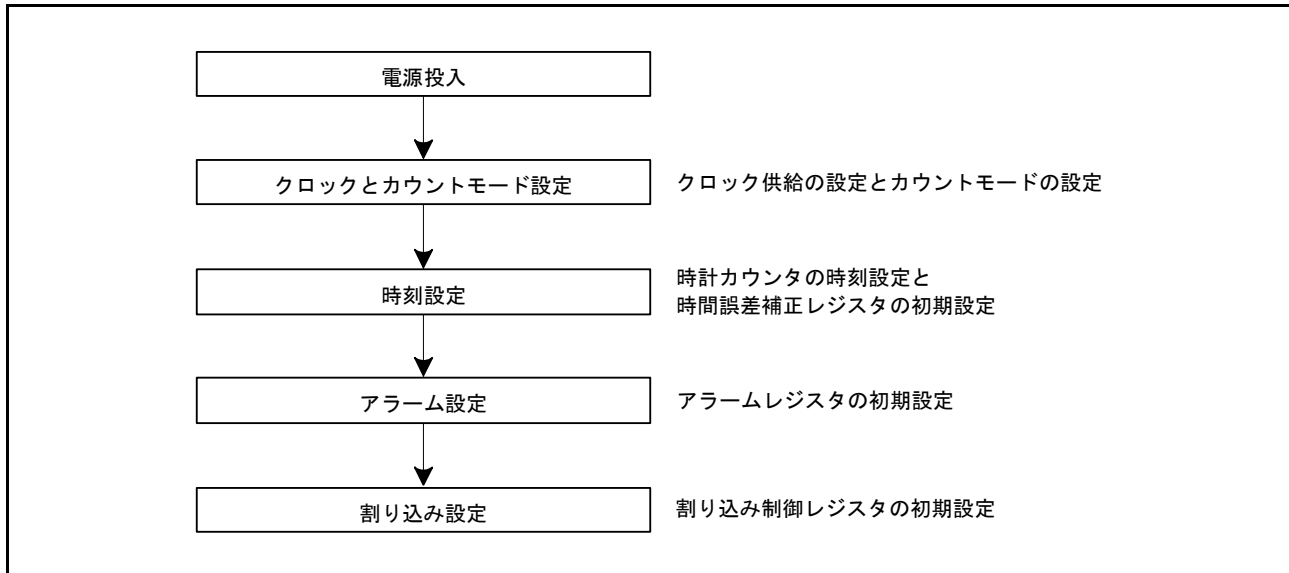 電源投入
クロックとカウントモード設定
クロック供給の設定とカウントモードの設定
時刻設定
時計カウンタの時刻設定と
時間誤差補正レジスタの初期設定
アラーム設定
アラームレジスタの初期設定
割り込み設定
割り込み制御レジスタの初期設定